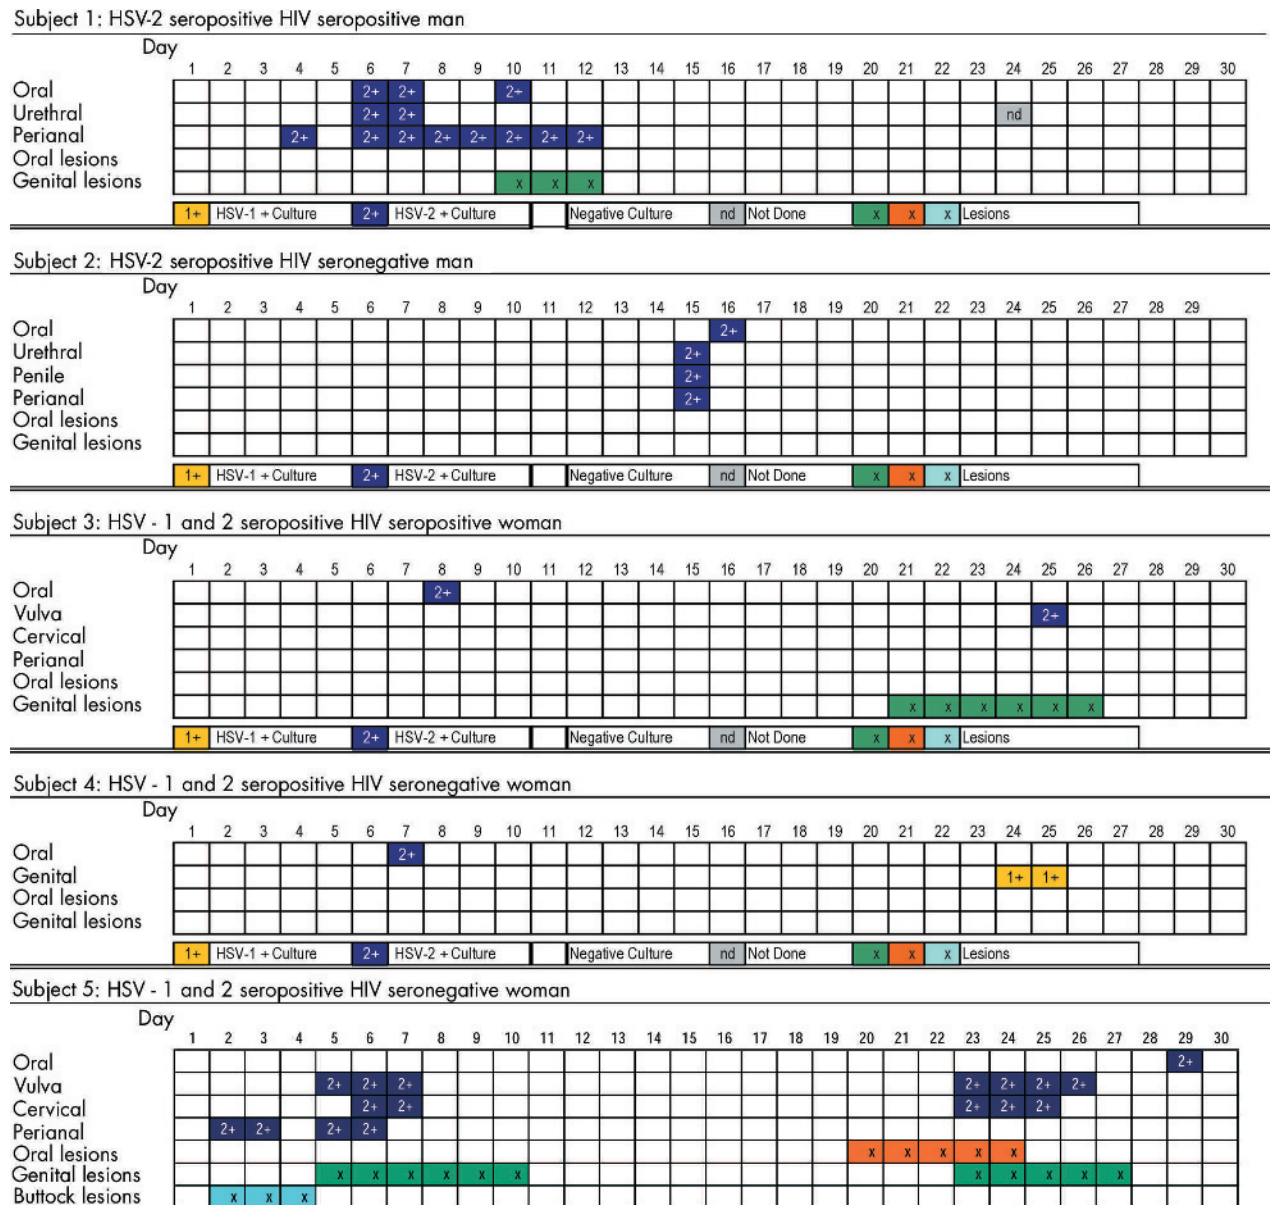 Subject 1: HSV-2 seropositive HIV seropositive man
Day
1 2 3 4 5 6 7 8 9 10 11 12 13 14 15 16 17 18 19 20 21 22 23 24 25 26 27 28 29 30
Oral 2+ 2+ 2+
Urethral 2+ 2+ nd
Perianal 2+ 2+ 2+ 2+ 2+ 2+ 2+ 2+
Oral lesions
Genital lesions x x x
1+ HSV-1 + Culture 2+ HSV-2 + Culture Negative Culture nd Not Done x x x Lesions
Subject 2: HSV-2 seropositive HIV seronegative man
Day
1 2 3 4 5 6 7 8 9 10 11 12 13 14 15 16 17 18 19 20 21 22 23 24 25 26 27 28 29
Oral 2+
Urethral 2+
Penile 2+
Perianal 2+
Oral lesions
Genital lesions
1+ HSV-1 + Culture 2+ HSV-2 + Culture Negative Culture nd Not Done x x x Lesions
Subject 3: HSV - 1 and 2 seropositive HIV seropositive woman
Day
1 2 3 4 5 6 7 8 9 10 11 12 13 14 15 16 17 18 19 20 21 22 23 24 25 26 27 28 29 30
Oral 2+
Vulva 2+
Cervical
Perianal
Oral lesions
Genital lesions x x x x x x
1+ HSV-1 + Culture 2+ HSV-2 + Culture Negative Culture nd Not Done x x x Lesions
Subject 4: HSV - 1 and 2 seropositive HIV seronegative woman
Day
1 2 3 4 5 6 7 8 9 10 11 12 13 14 15 16 17 18 19 20 21 22 23 24 25 26 27 28 29 30
Oral 2+
Genital 1+ 1+
Oral lesions
Genital lesions
1+ HSV-1 + Culture 2+ HSV-2 + Culture Negative Culture nd Not Done x x x Lesions
Subject 5: HSV - 1 and 2 seropositive HIV seronegative woman
Day
1 2 3 4 5 6 7 8 9 10 11 12 13 14 15 16 17 18 19 20 21 22 23 24 25 26 27 28 29 30
Oral 2+
Vulva 2+ 2+ 2+ 2+ 2+ 2+ 2+
Cervical 2+ 2+ 2+ 2+ 2+
Perianal 2+ 2+ 2+ 2+
Oral lesions x x x x x
Genital lesions x x x x x x x x x x x
Buttock lesions x x x